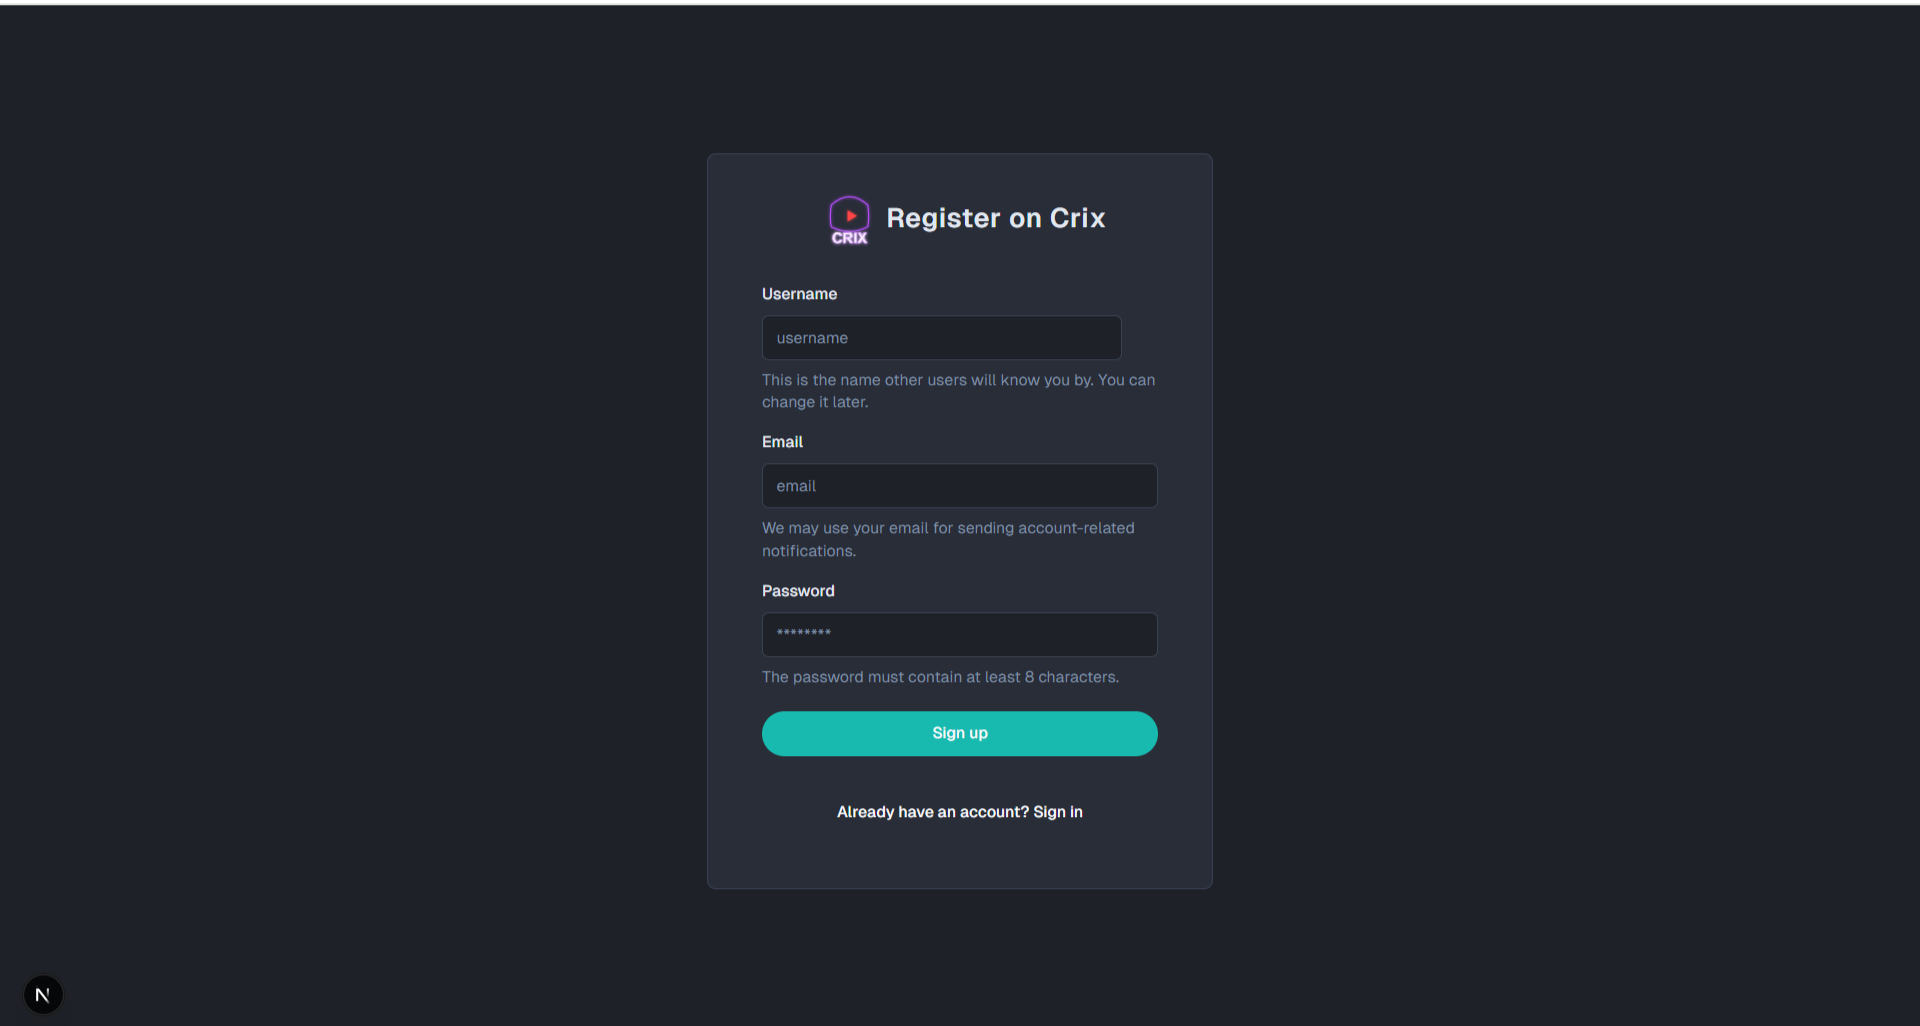 CRIX
Register on Crix
Username
username
This is the name other users will know you by. You can
change it later.
Email
email
We may use your email for sending account-related
notifications.
Password
********
The password must contain at least 8 characters.
Sign up
Already have an account? Sign in
N